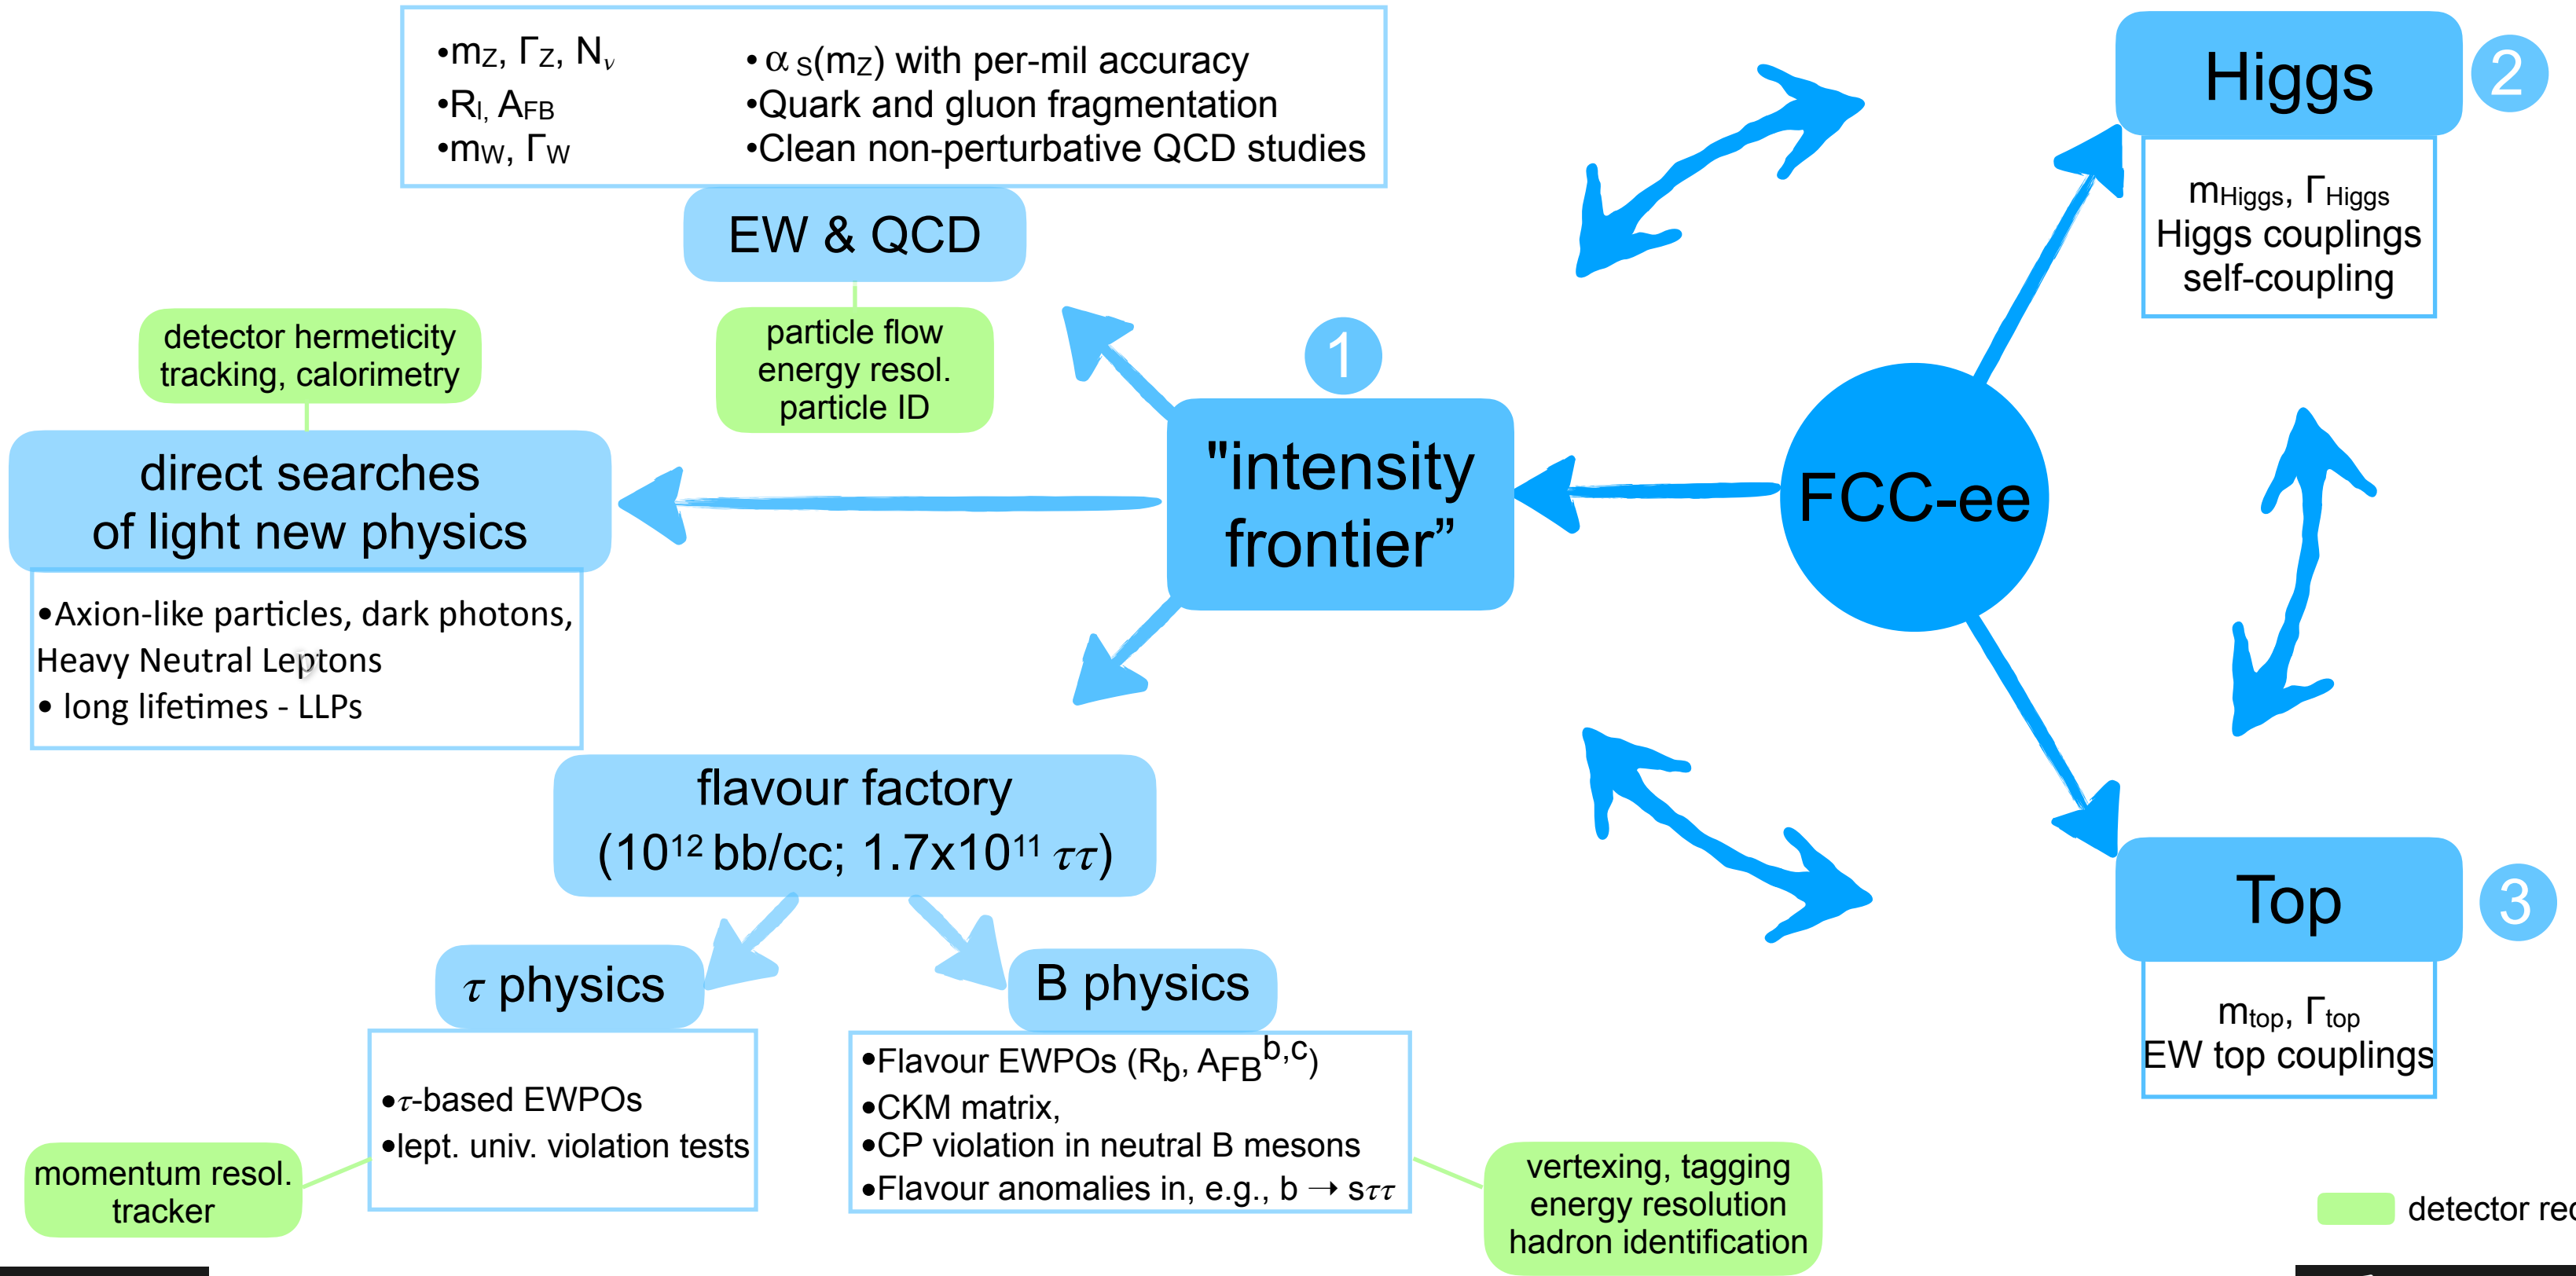 •mZ, ΓZ, Nν
•Rl, AFB
•mW, ΓW
• αS(mZ) with per-mil accuracy
•Quark and gluon fragmentation
•Clean non-perturbative QCD studies
EW & QCD
particle flow
energy resol.
particle ID
detector hermeticity
tracking, calorimetry
direct searches
of light new physics
•Axion-like particles, dark photons,
Heavy Neutral Leptons
• long lifetimes - LLPs
1
"intensity
frontier”
FCC-ee
Higgs
2
mHiggs, ΓHiggs
Higgs couplings
self-coupling
flavour factory
(10¹² bb/cc; 1.7x10¹¹ ττ)
τ physics
•τ-based EWPOs
•lept. univ. violation tests
momentum resol.
tracker
B physics
•Flavour EWPOs (Rb, AFB^b,c)
•CKM matrix,
•CP violation in neutral B mesons
•Flavour anomalies in, e.g., b → sττ
vertexing, tagging
energy resolution
hadron identification
Top
3
mtop, Γtop
EW top couplings
detector